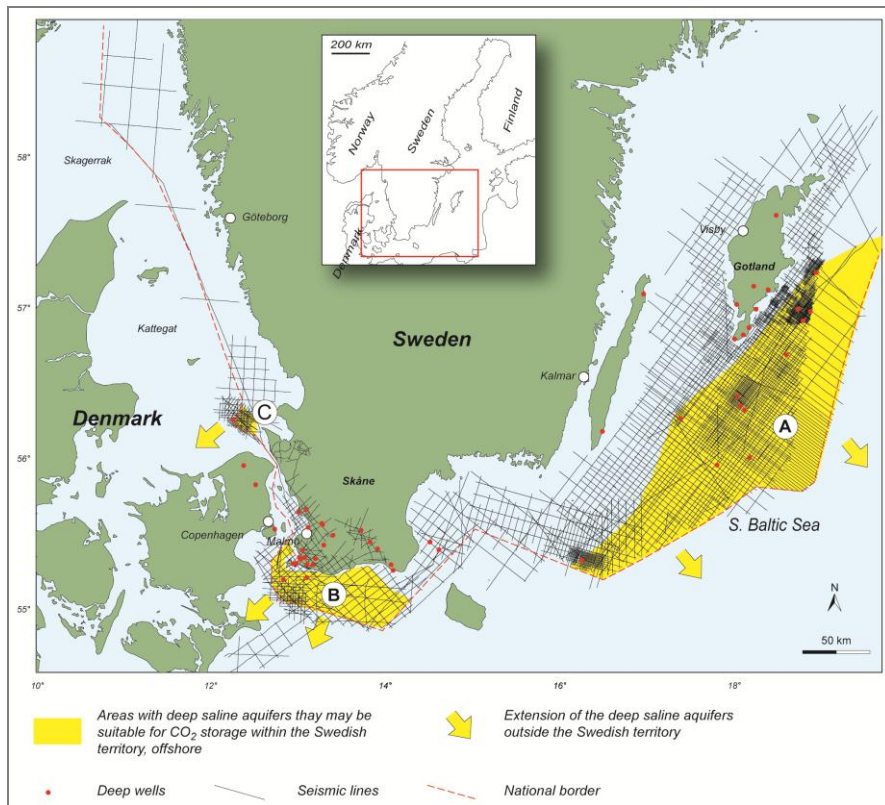 200 km
Norway
Sweden
Finland
Denmark
58
Skagerrak
Göteborg
Visby
Gotland
57
Kattegat
Sweden
Kalmar
Denmark
C
A
56
Skåne
Copenhagen
Malmö
S. Baltic Sea
B
55
N
50 km
10°
12°
14°
16°
18°
Areas with deep saline aquifers thay may be
suitable for CO2 storage within the Swedish
territory, offshore
Extension of the deep saline aquifers
outside the Swedish territory
Deep wells
Seismic lines
National border